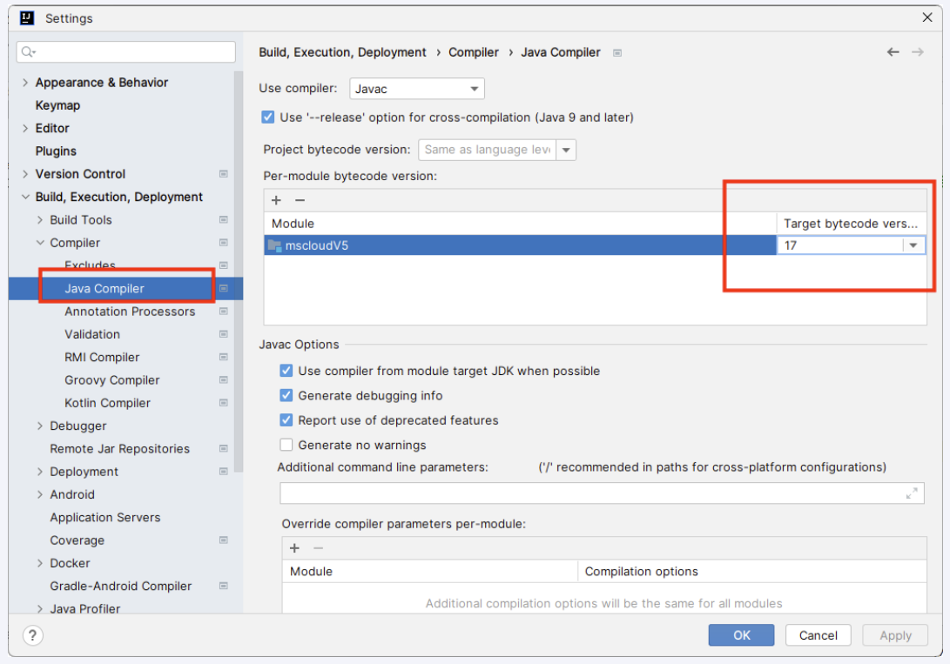 Settings
Build, Execution, Deployment › Compiler › Java Compiler
Appearance & Behavior
Keymap
Editor
Plugins
Version Control
Build, Execution, Deployment
Build Tools
Compiler
Excludes
Java Compiler
Annotation Processors
Validation
RMI Compiler
Groovy Compiler
Kotlin Compiler
Debugger
Remote Jar Repositories
Deployment
Android
Application Servers
Coverage
Docker
Gradle-Android Compiler
Java Profiler
Use compiler: Javac
Use '--release' option for cross-compilation (Java 9 and later)
Project bytecode version: Same as language leve
Per-module bytecode version:
+ −
Module Target bytecode vers...
mscloudV5 17
Javac Options
Use compiler from module target JDK when possible
Generate debugging info
Report use of deprecated features
Generate no warnings
Additional command line parameters: ('/' recommended in paths for cross-platform configurations)
Override compiler parameters per-module:
+ −
Module Compilation options
Additional compilation options will be the same for all modules
? OK Cancel Apply